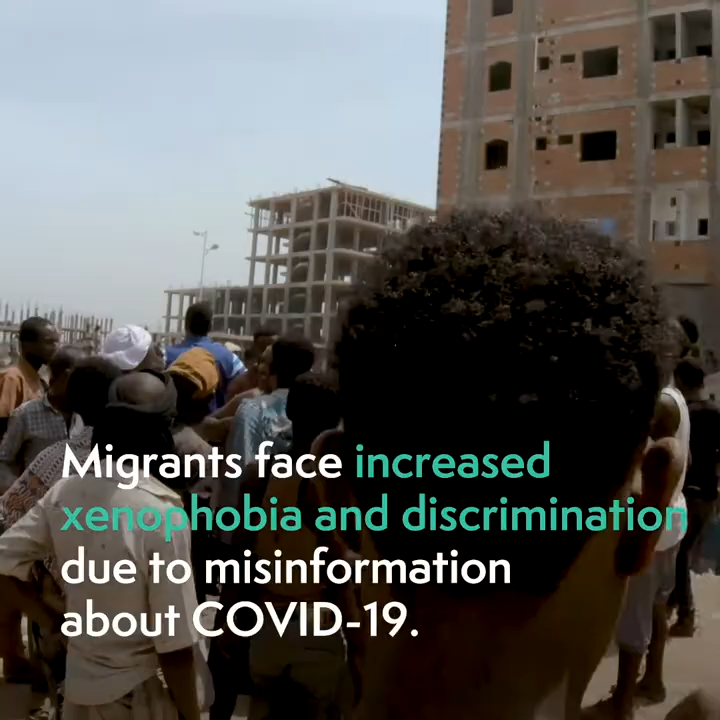 Migrants face increased
xenophobia and discrimination
due to misinformation
about COVID-19.